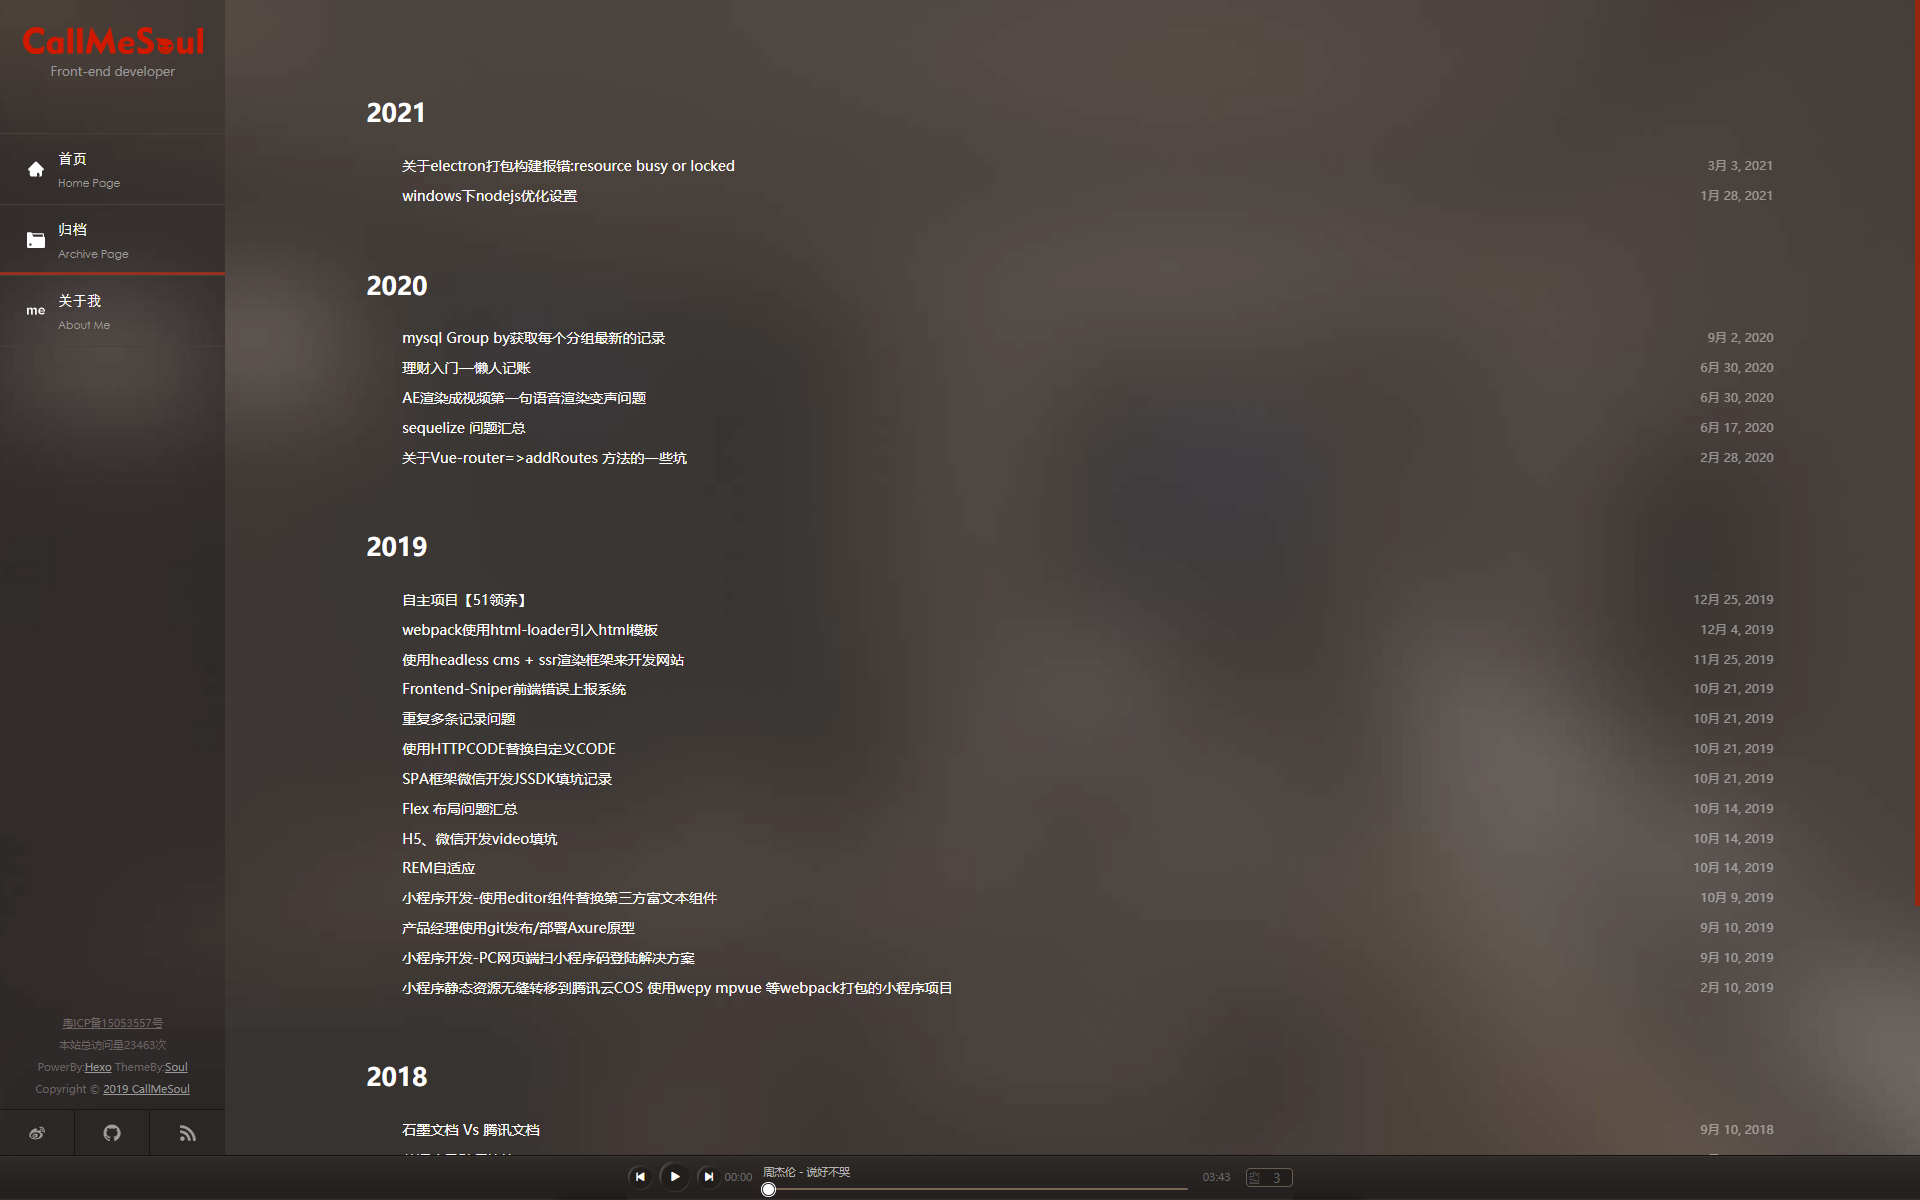 CallMeSoul
Front-end developer
首页
Home Page
归档
Archive Page
me
关于我
About Me
粤ICP备15053557号
本站总访问量23463次
PowerBy:Hexo ThemeBy:Soul
Copyright © 2019 CallMeSoul
2021
关于electron打包构建报错:resource busy or locked 3月 3, 2021
windows下nodejs优化设置 1月 28, 2021
2020
mysql Group by获取每个分组最新的记录 9月 2, 2020
理财入门—懒人记账 6月 30, 2020
AE渲染成视频第一句语音渲染变声问题 6月 30, 2020
sequelize 问题汇总 6月 17, 2020
关于Vue-router=>addRoutes 方法的一些坑 2月 28, 2020
2019
自主项目【51领养】 12月 25, 2019
webpack使用html-loader引入html模板 12月 4, 2019
使用headless cms + ssr渲染框架来开发网站 11月 25, 2019
Frontend-Sniper前端错误上报系统 10月 21, 2019
重复多条记录问题 10月 21, 2019
使用HTTPCODE替换自定义CODE 10月 21, 2019
SPA框架微信开发JSSDK填坑记录 10月 21, 2019
Flex 布局问题汇总 10月 14, 2019
H5、微信开发video填坑 10月 14, 2019
REM自适应 10月 14, 2019
小程序开发-使用editor组件替换第三方富文本组件 10月 9, 2019
产品经理使用git发布/部署Axure原型 9月 10, 2019
小程序开发-PC网页端扫小程序码登陆解决方案 9月 10, 2019
小程序静态资源无缝转移到腾讯云COS 使用wepy mpvue 等webpack打包的小程序项目 2月 10, 2019
2018
石墨文档 Vs 腾讯文档 9月 10, 2018
00:00 周杰伦 - 说好不哭 03:43 3